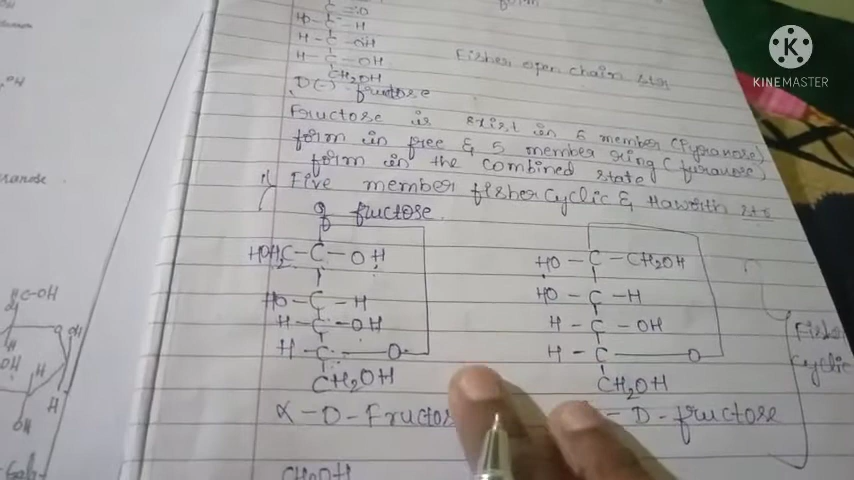 C = O
HO - C - H
H - C - OH
H - C - OH
CH2OH
D(-) fructose
Fisher open chain str
Fructose is exist in 6 member (Pyranose)
form in free & 5 member ring (furanose)
form in the combined state
Five member fisher cyclic & Haworth str
of fructose
HOH2C - C - OH
HO - C - H
H - C - OH
H - C - O
CH2OH
α - D - Fructos
HO - C - CH2OH
HO - C - H
H - C - OH
H - C - O
CH2OH
- D - fructose
Cyclic
CH2OH
KINEMASTER